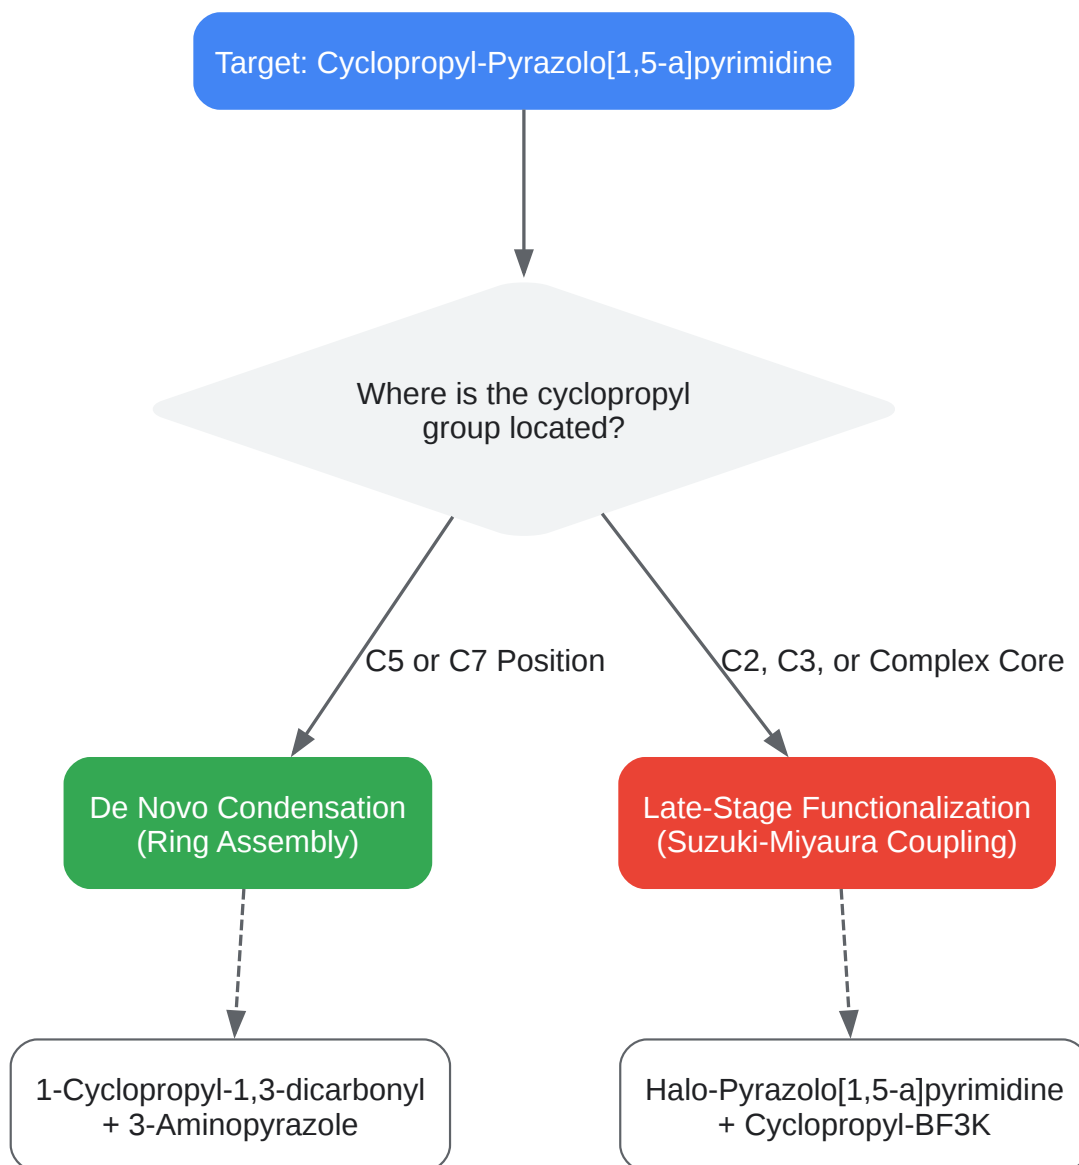 Target: Cyclopropyl-Pyrazolo[1,5-a]pyrimidine
Where is the cyclopropyl
group located?
C5 or C7 Position
C2, C3, or Complex Core
De Novo Condensation
(Ring Assembly)
Late-Stage Functionalization
(Suzuki-Miyaura Coupling)
1-Cyclopropyl-1,3-dicarbonyl
+ 3-Aminopyrazole
Halo-Pyrazolo[1,5-a]pyrimidine
+ Cyclopropyl-BF3K